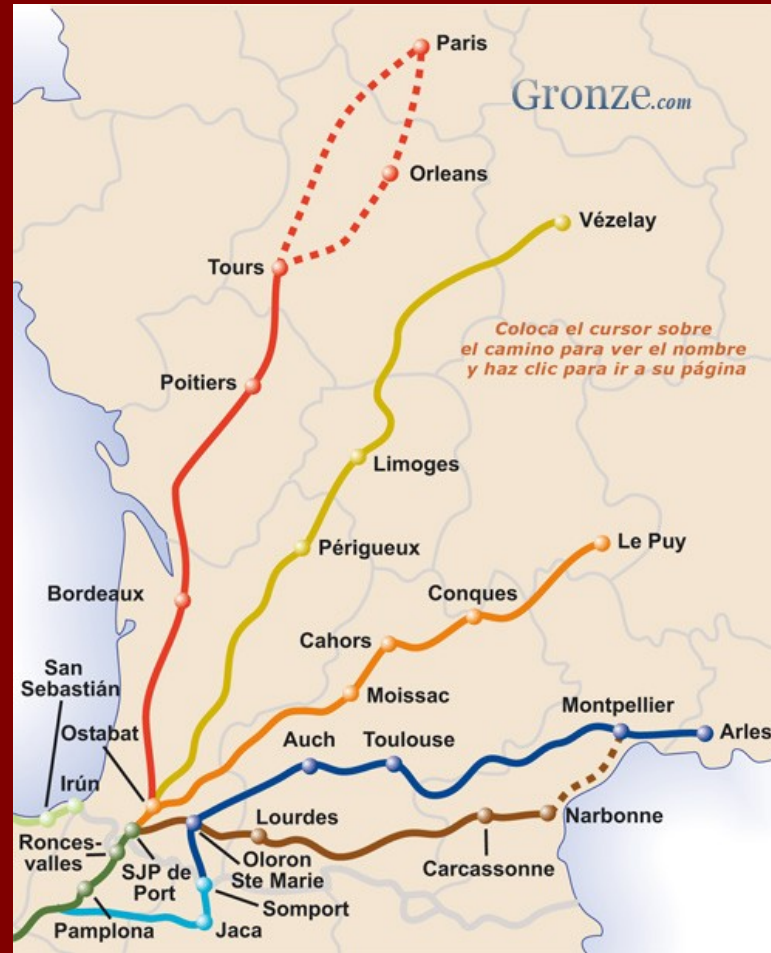 Paris
Gronze.com
Orleans
Vézelay
Tours
Coloca el cursor sobre
el camino para ver el nombre
y haz clic para ir a su página
Poitiers
Limoges
Périgueux
Le Puy
Bordeaux
Conques
Cahors
San
Sebastián
Moissac
Montpellier
Ostabat
Auch
Toulouse
Arles
Irún
Lourdes
Narbonne
Ronces-
valles
SJP de
Port
Oloron
Ste Marie
Carcassonne
Somport
Pamplona
Jaca